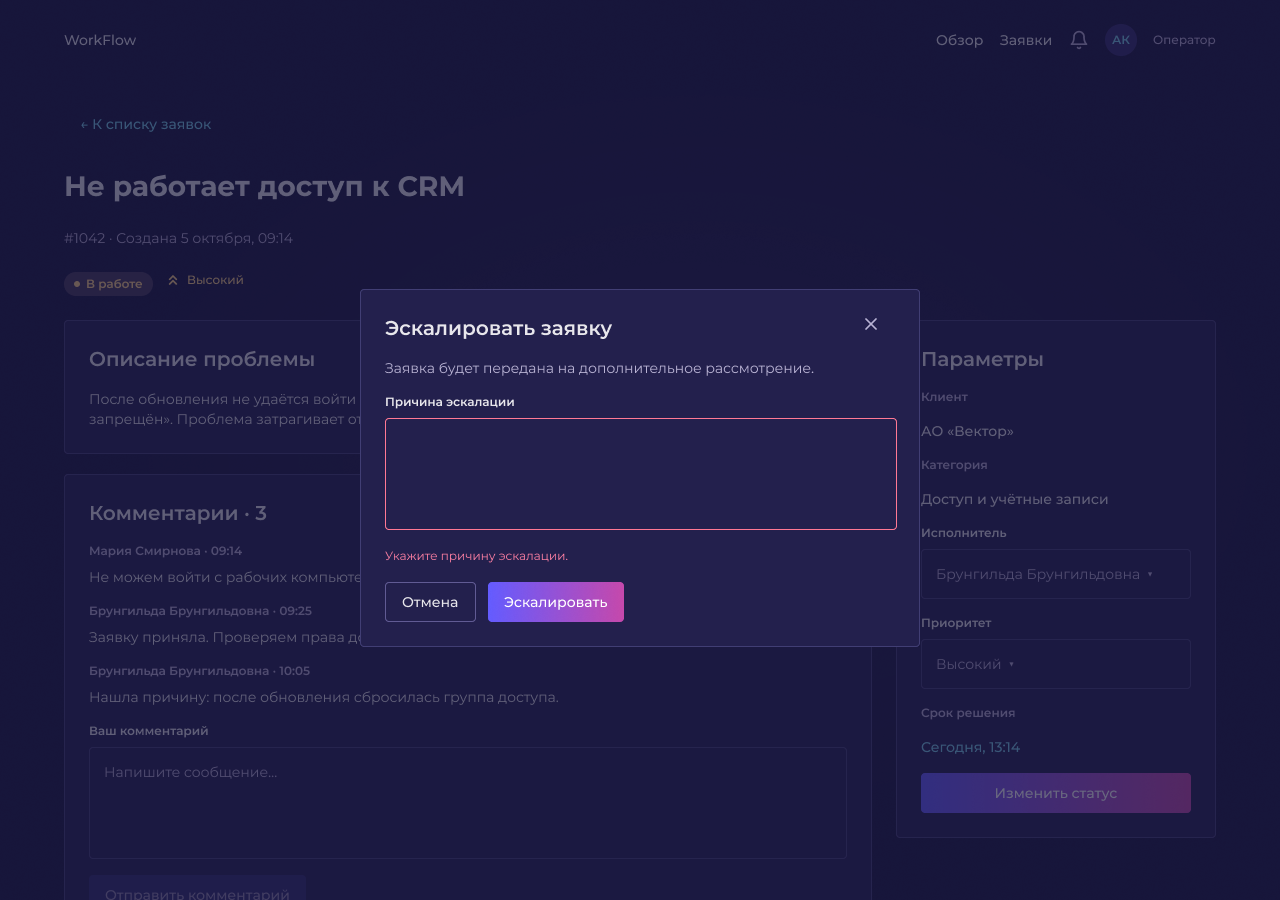 WorkFlow
Обзор Заявки АК Оператор
← К списку заявок
Не работает доступ к CRM
#1042 · Создана 5 октября, 09:14
В работе Высокий
Описание проблемы
После обновления не удаётся войти
запрещён». Проблема затрагивает
Комментарии · 3
Мария Смирнова · 09:14
Не можем войти с рабочих
Брунгильда Брунгильдовна · 09:25
Заявку приняла. Проверяем права
Брунгильда Брунгильдовна · 10:05
Нашла причину: после обновления сбросилась группа доступа.
Ваш комментарий
Напишите сообщение...
Отправить комментарий
Эскалировать заявку
Заявка будет передана на дополнительное рассмотрение.
Причина эскалации
Укажите причину эскалации.
Отмена Эскалировать
Параметры
Клиент
АО «Вектор»
Категория
Доступ и учётные записи
Исполнитель
Брунгильда Брунгильдовна
Приоритет
Высокий
Срок решения
Сегодня, 13:14
Изменить статус